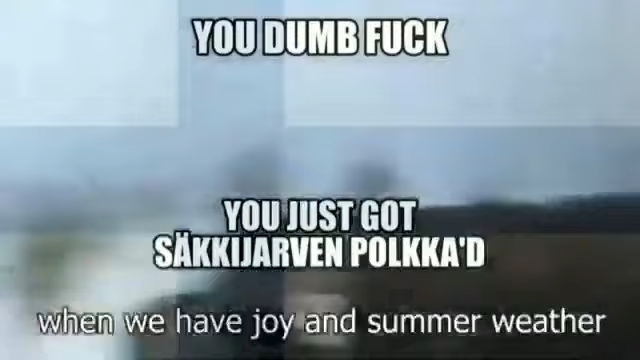 YOU DUMB FUCK
YOU JUST GOT
SÄKKIJARVEN POLKKA'D
when we have joy and summer weather